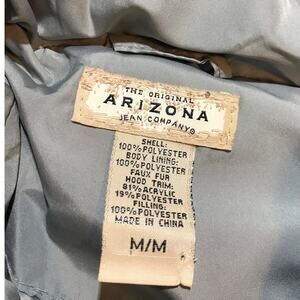 THE ORIGINAL
ARIZONA
JEAN COMPANY®
SHELL:
100% POLYESTER
BODY LINING:
100% POLYESTER
FAUX FUR
HOOD TRIM:
81% ACRYLIC
19% POLYESTER
FILLING:
100% POLYESTER
MADE IN CHINA
M/M